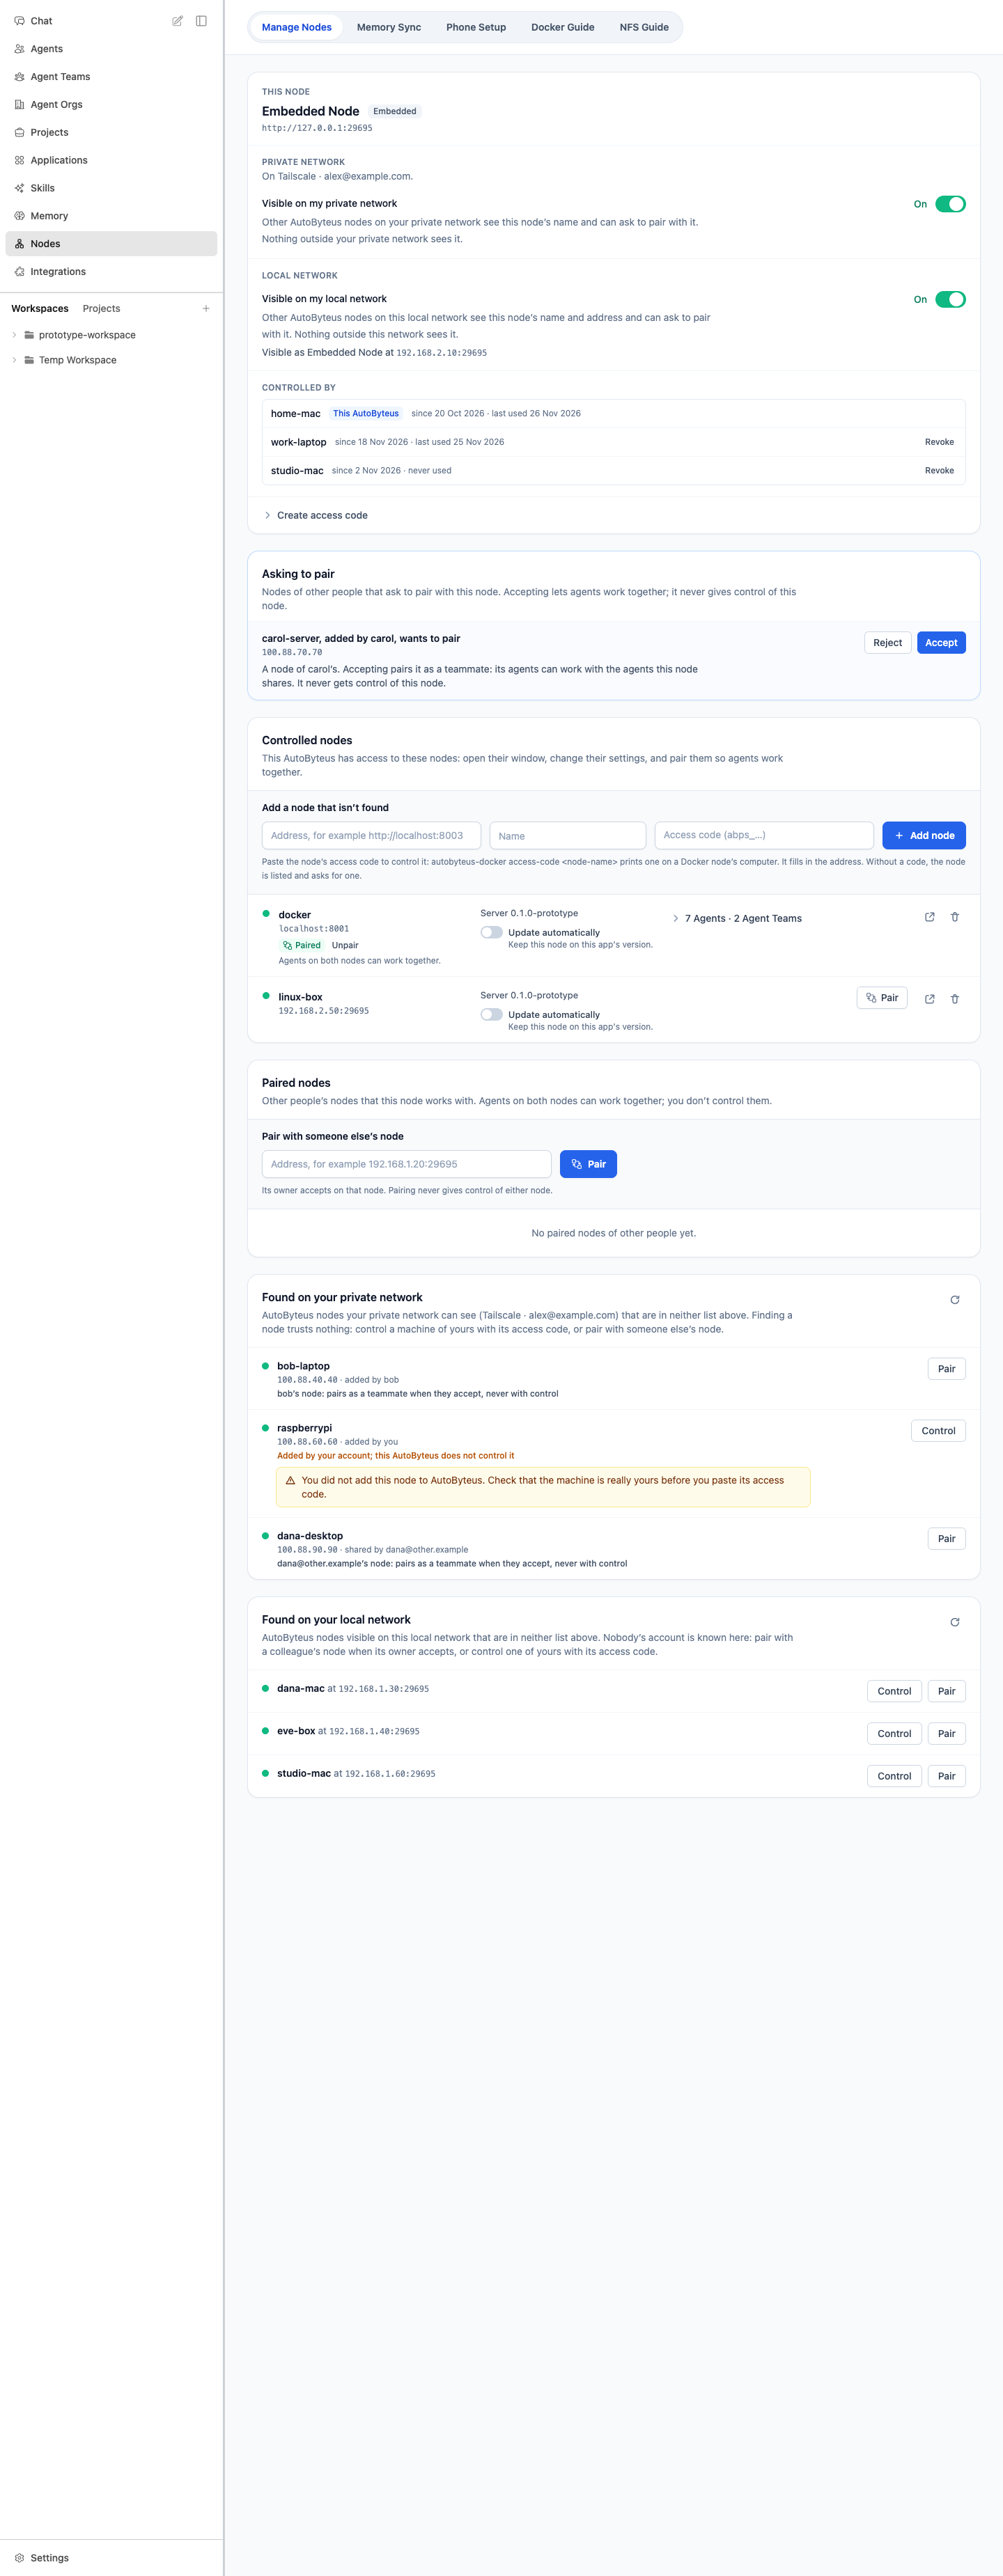 Chat
Agents
Agent Teams
Agent Orgs
Projects
Applications
Skills
Memory
Nodes
Integrations
Workspaces Projects
prototype-workspace
Temp Workspace
Settings
Manage Nodes Memory Sync Phone Setup Docker Guide NFS Guide
THIS NODE
Embedded Node Embedded
http://127.0.0.1:29695
PRIVATE NETWORK
On Tailscale · alex@example.com.
Visible on my private network On
Other AutoByteus nodes on your private network see this node's name and can ask to pair with it.
Nothing outside your private network sees it.
LOCAL NETWORK
Visible on my local network On
Other AutoByteus nodes on this local network see this node's name and address and can ask to pair
with it. Nothing outside this network sees it.
Visible as Embedded Node at 192.168.2.10:29695
CONTROLLED BY
home-mac This AutoByteus since 20 Oct 2026 · last used 26 Nov 2026
work-laptop since 18 Nov 2026 · last used 25 Nov 2026 Revoke
studio-mac since 2 Nov 2026 · never used Revoke
Create access code
Asking to pair
Nodes of other people that ask to pair with this node. Accepting lets agents work together; it never gives control of this
node.
carol-server, added by carol, wants to pair Reject Accept
100.88.70.70
A node of carol's. Accepting pairs it as a teammate: its agents can work with the agents this node
shares. It never gets control of this node.
Controlled nodes
This AutoByteus has access to these nodes: open their window, change their settings, and pair them so agents work
together.
Add a node that isn't found
Address, for example http://localhost:8003 Name Access code (abps_…) Add node
Paste the node's access code to control it: autobyteus-docker access-code <node-name> prints one on a Docker node's computer. It fills in the address. Without a code, the node
is listed and asks for one.
docker Server 0.1.0-prototype 7 Agents · 2 Agent Teams
localhost:8001 Update automatically
Paired Unpair Keep this node on this app's version.
Agents on both nodes can work together.
linux-box Server 0.1.0-prototype Pair
192.168.2.50:29695 Update automatically
Keep this node on this app's version.
Paired nodes
Other people's nodes that this node works with. Agents on both nodes can work together; you don't control them.
Pair with someone else's node
Address, for example 192.168.1.20:29695 Pair
Its owner accepts on that node. Pairing never gives control of either node.
No paired nodes of other people yet.
Found on your private network
AutoByteus nodes your private network can see (Tailscale · alex@example.com) that are in neither list above. Finding a
node trusts nothing: control a machine of yours with its access code, or pair with someone else's node.
bob-laptop Pair
100.88.40.40 · added by bob
bob's node: pairs as a teammate when they accept, never with control
raspberrypi Control
100.88.60.60 · added by you
Added by your account; this AutoByteus does not control it
You did not add this node to AutoByteus. Check that the machine is really yours before you paste its access
code.
dana-desktop Pair
100.88.90.90 · shared by dana@other.example
dana@other.example's node: pairs as a teammate when they accept, never with control
Found on your local network
AutoByteus nodes visible on this local network that are in neither list above. Nobody's account is known here: pair with
a colleague's node when its owner accepts, or control one of yours with its access code.
dana-mac at 192.168.1.30:29695 Control Pair
eve-box at 192.168.1.40:29695 Control Pair
studio-mac at 192.168.1.60:29695 Control Pair